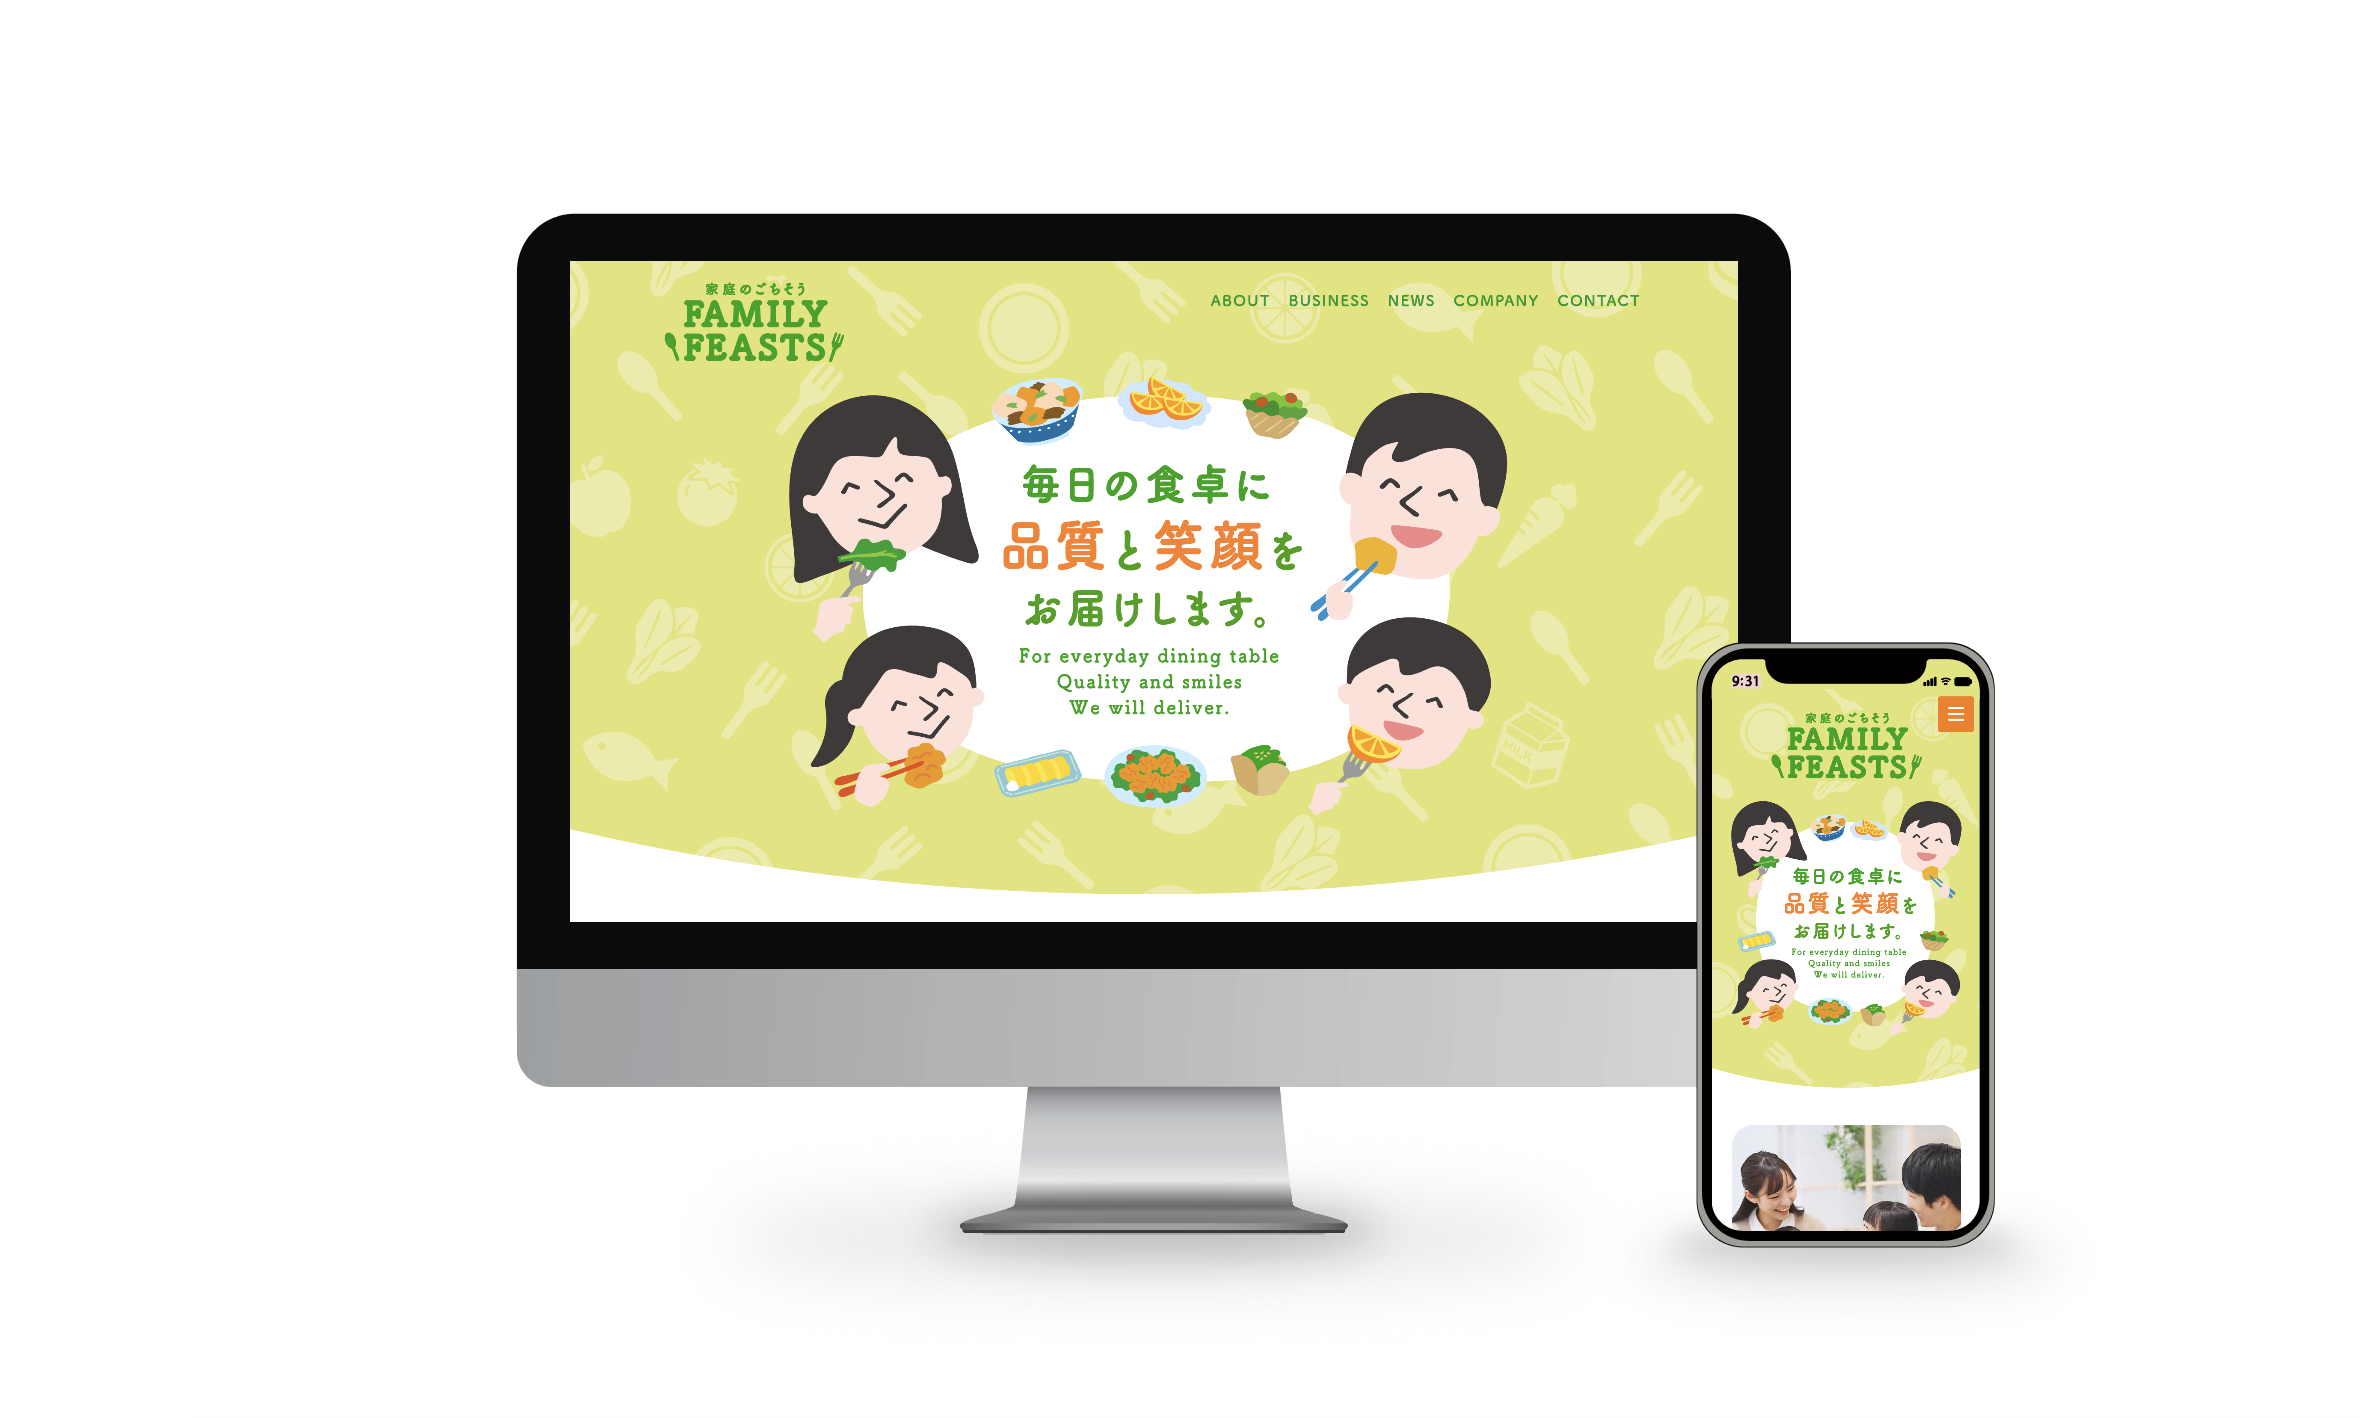 家庭のごちそう
FAMILY
FEASTS
ABOUT BUSINESS NEWS COMPANY CONTACT
毎日の食卓に
品質と笑顔を
お届けします。
For everyday dining table
Quality and smiles
We will deliver.
MILK
9:31
家庭のごちそう
FAMILY
FEASTS
毎日の食卓に
品質と笑顔を
お届けします。
For everyday dining table
Quality and smiles
We will deliver.